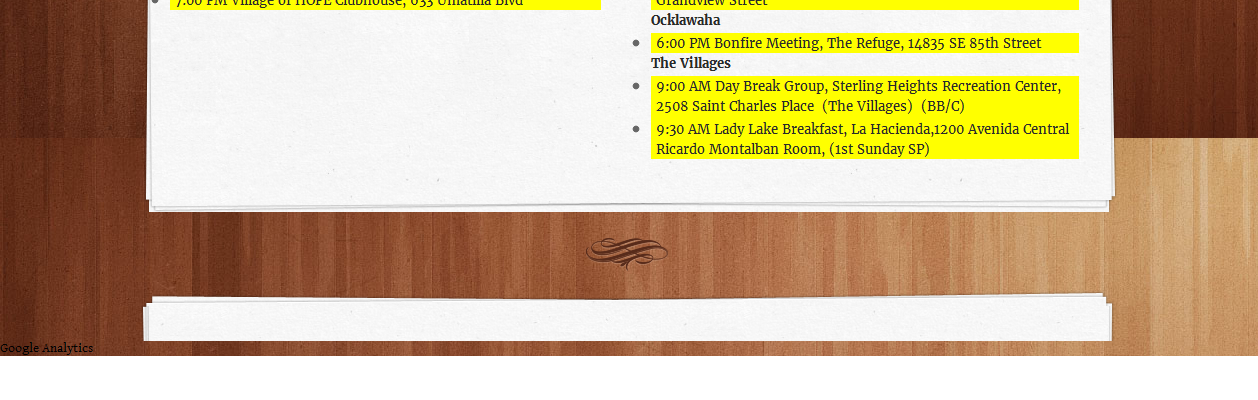 7:00 PM Village of HOPE Clubhouse, 633 Umatilla Blvd
Grandview Street
Ocklawaha
6:00 PM Bonfire Meeting, The Refuge, 14835 SE 85th Street
The Villages
9:00 AM Day Break Group, Sterling Heights Recreation Center,
2508 Saint Charles Place (The Villages) (BB/C)
9:30 AM Lady Lake Breakfast, La Hacienda,1200 Avenida Central
Ricardo Montalban Room, (1st Sunday SP)
Google Analytics